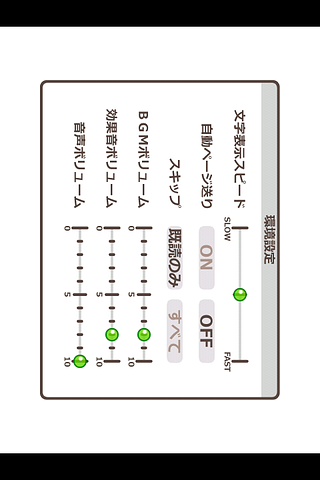 環境設定
文字表示スピード
SLOW FAST
自動ページ送り ON OFF
スキップ 既読のみ すべて
BGMボリューム
0 5 10
効果音ボリューム
0 5 10
音声ボリューム
0 5 10